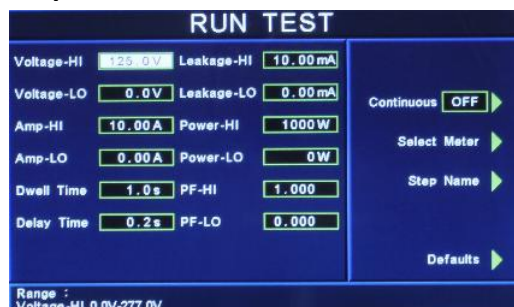 RUN TEST
Voltage-HI 125.0V Leakage-HI 10.00mA
Voltage-LO 0.0V Leakage-LO 0.00mA
Amp-HI 10.00A Power-HI 1000W
Amp-LO 0.00A Power-LO 0W
Dwell Time 1.0s PF-HI 1.000
Delay Time 0.2s PF-LO 0.000
Continuous OFF
Select Meter
Step Name
Defaults
Range :
Voltage-HI 0.0V-277.0V